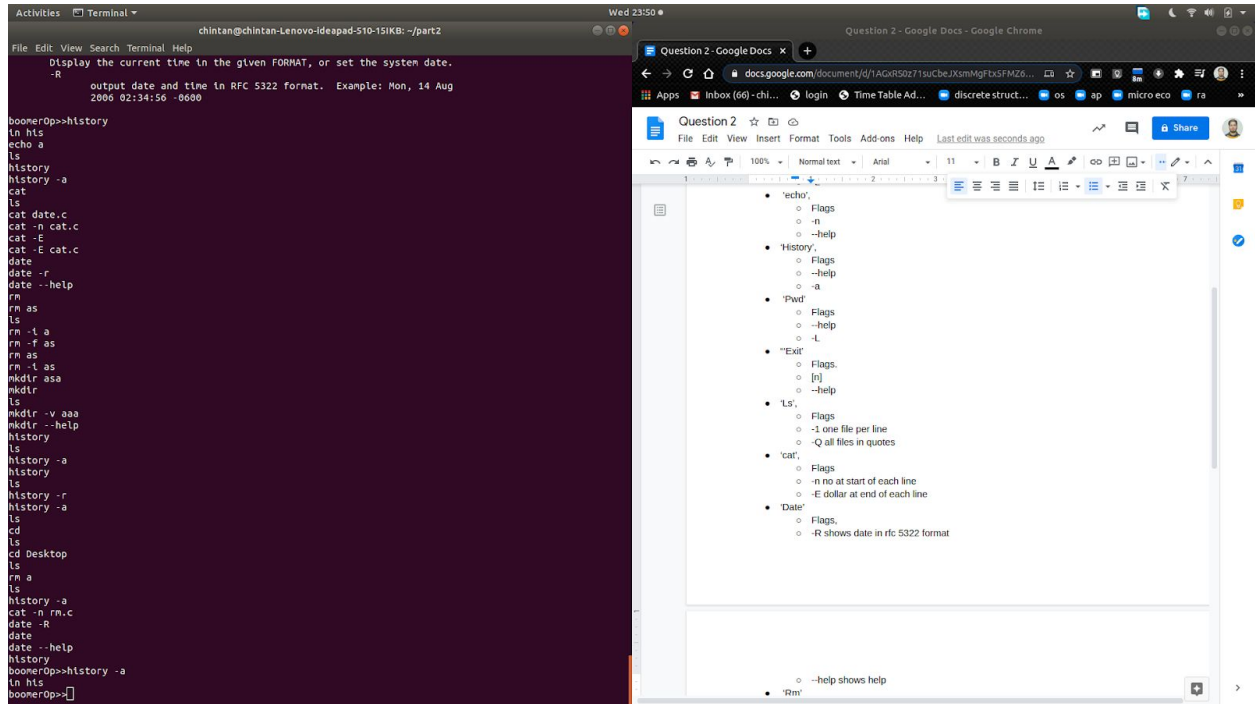 Activities Terminal Wed 23:50
chintan@chintan-Lenovo-ideapad-510-15IKB: ~/part2
File Edit View Search Terminal Help
Display the current time in the given FORMAT, or set the system date.
-R
output date and time in RFC 5322 format. Example: Mon, 14 Aug
2006 02:34:56 -0600
boomerOp>>history
in his
echo a
ls
history
history -a
cat
ls
cat date.c
cat -n cat.c
cat -E
cat -E cat.c
date
date -r
date --help
rm
rm as
ls
rm -i a
rm -f as
rm as
rm -i as
mkdir asa
mkdir
ls
mkdir -v aaa
mkdir --help
history
ls
history -a
history
ls
history -r
history -a
ls
cd
ls
cd Desktop
ls
rm a
ls
history -a
cat -n rm.c
date -R
date
date --help
history
boomerOp>>history -a
in his
boomerOp>>
Question 2 - Google Docs - Google Chrome
Question 2 - Google Docs
Apps Inbox (66) - chi... login Time Table Ad... discrete struct... os ap micro eco ra
Question 2
File Edit View Insert Format Tools Add-ons Help Last edit was seconds ago
Share
100% Normal text Arial 11
'echo',
Flags
-n
--help
'History',
Flags
--help
-a
'Pwd'
Flags
--help
-L
"'Exit'
Flags.
[n]
--help
'Ls',
Flags
-1 one file per line
-Q all files in quotes
'cat',
Flags
-n no at start of each line
-E dollar at end of each line
'Date'
Flags,
-R shows date in rfc 5322 format
--help shows help
'Rm'